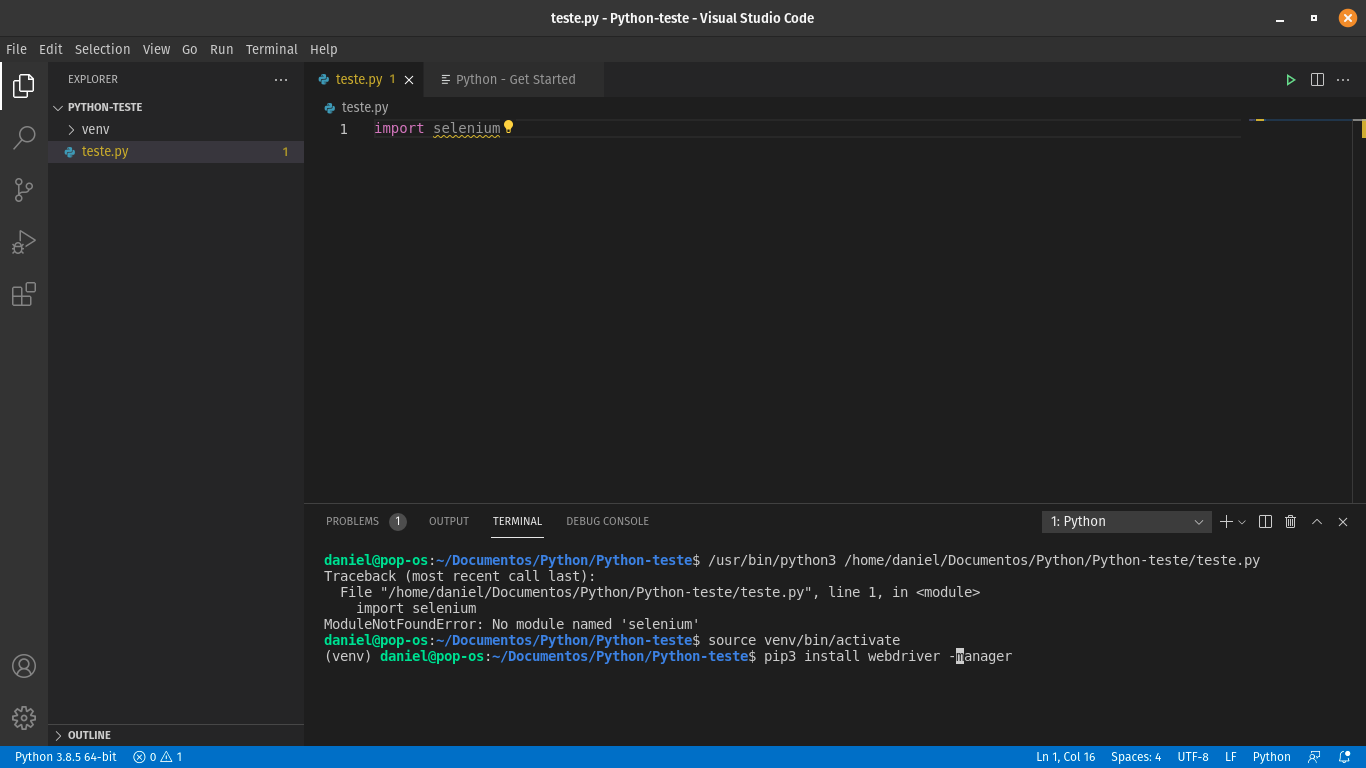 teste.py - Python-teste - Visual Studio Code
File Edit Selection View Go Run Terminal Help
EXPLORER
PYTHON-TESTE
venv
teste.py 1
OUTLINE
teste.py 1
Python - Get Started
teste.py
1 import selenium
PROBLEMS 1 OUTPUT TERMINAL DEBUG CONSOLE
1: Python
daniel@pop-os:~/Documentos/Python/Python-teste$ /usr/bin/python3 /home/daniel/Documentos/Python/Python-teste/teste.py
Traceback (most recent call last):
File "/home/daniel/Documentos/Python/Python-teste/teste.py", line 1, in <module>
import selenium
ModuleNotFoundError: No module named 'selenium'
daniel@pop-os:~/Documentos/Python/Python-teste$ source venv/bin/activate
(venv) daniel@pop-os:~/Documentos/Python/Python-teste$ pip3 install webdriver -manager
Python 3.8.5 64-bit 0 1 Ln 1, Col 16 Spaces: 4 UTF-8 LF Python